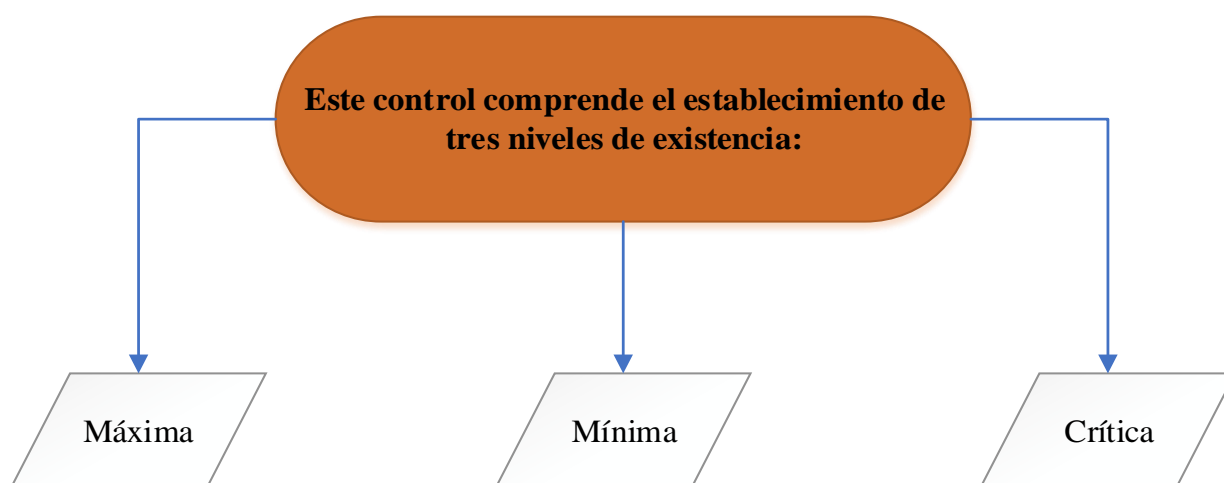 Este control comprende el establecimiento de
tres niveles de existencia:
Máxima
Mínima
Crítica